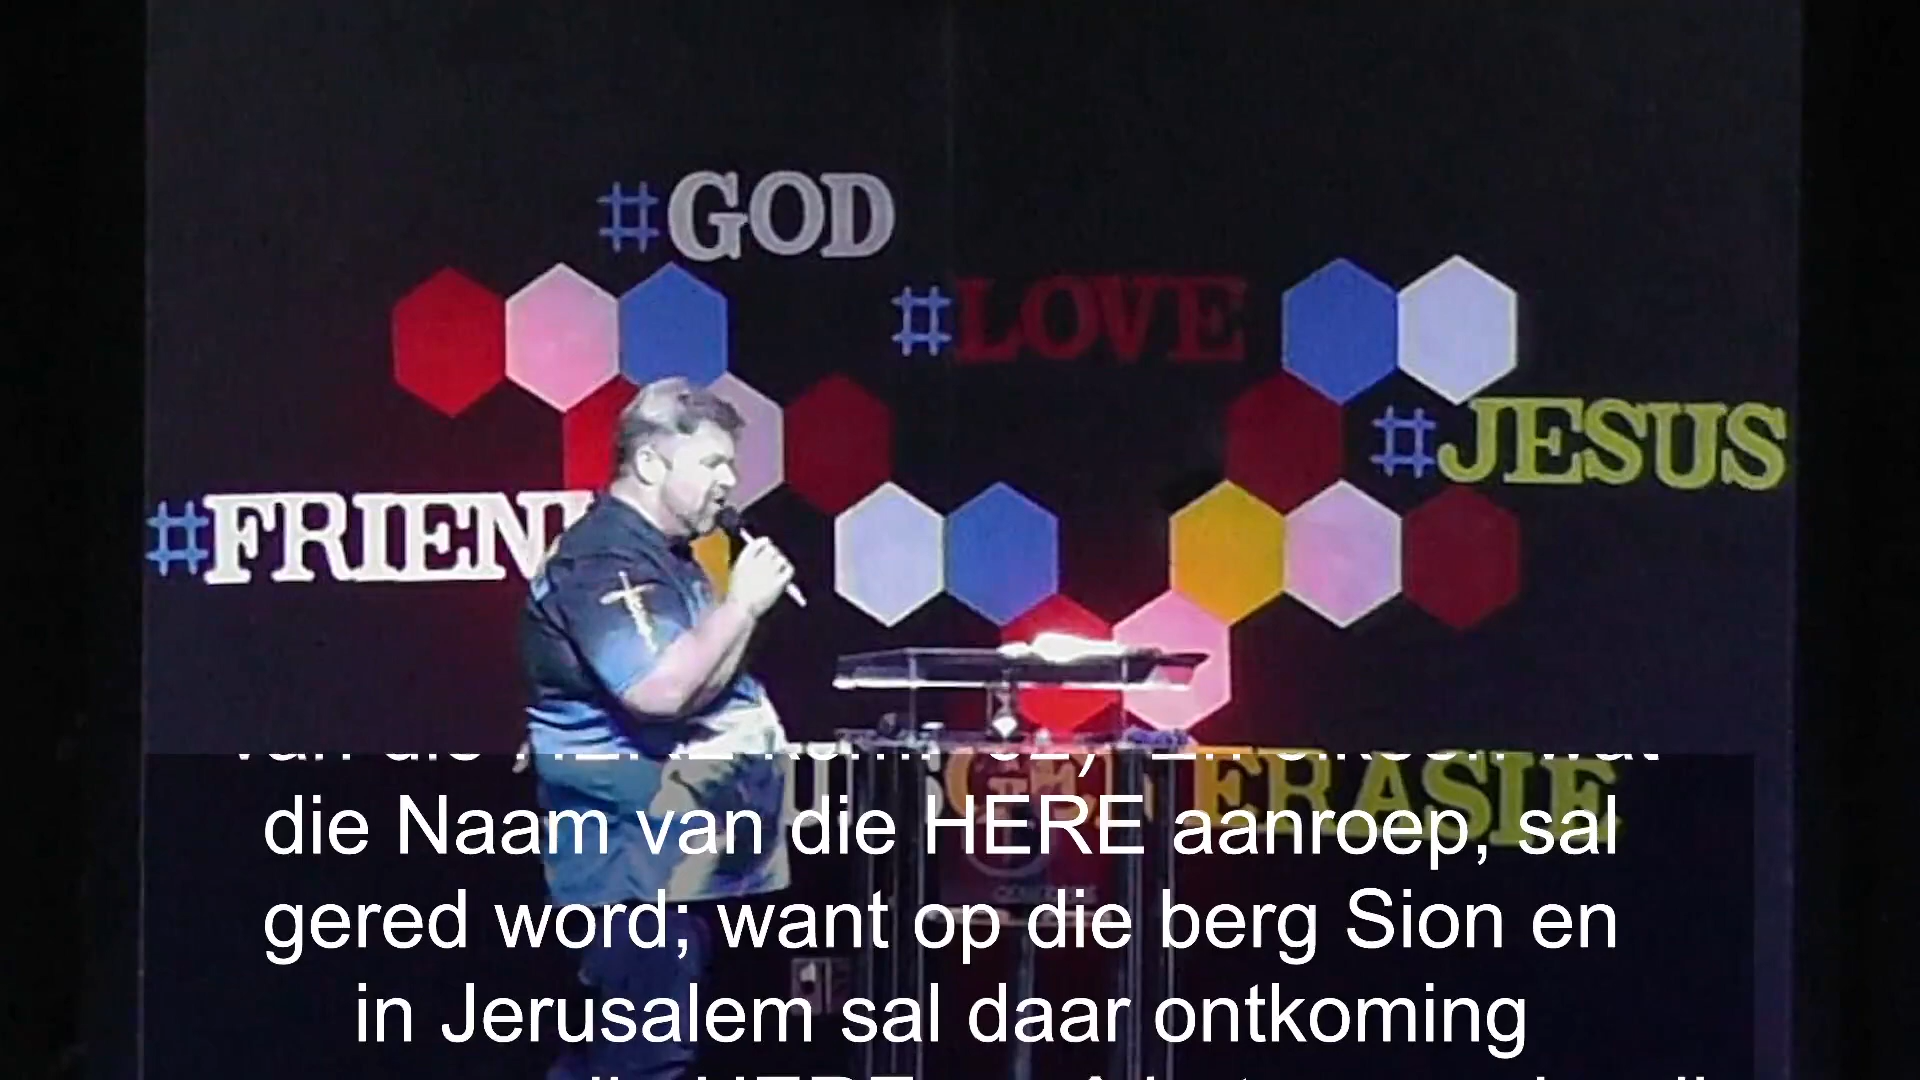 #GOD
#LOVE
#JESUS
#FRIEN
die Naam van die HERE aanroep, sal
gered word; want op die berg Sion en
in Jerusalem sal daar ontkoming